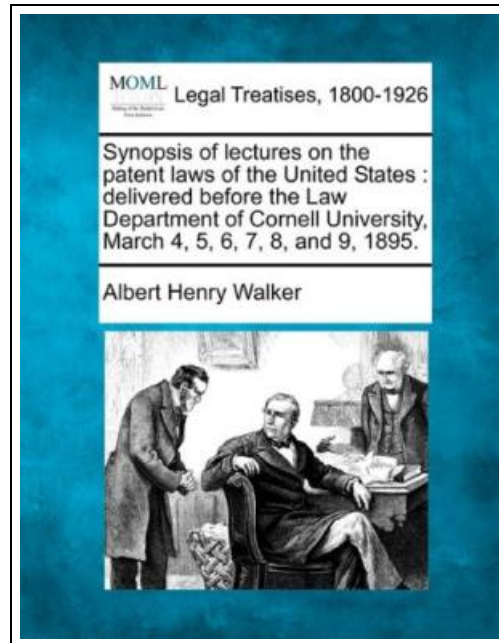 MOML
Legal Treatises, 1800-1926
Synopsis of lectures on the
patent laws of the United States :
delivered before the Law
Department of Cornell University,
March 4, 5, 6, 7, 8, and 9, 1895.
Albert Henry Walker